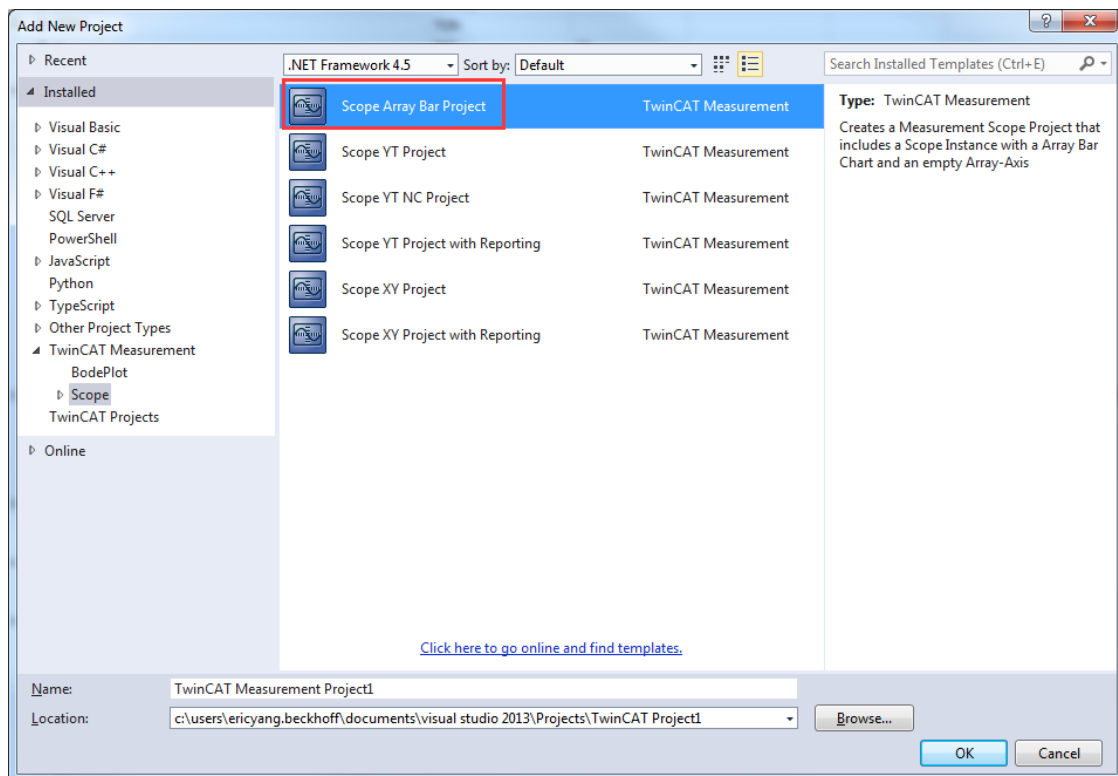 Add New Project
Recent
.NET Framework 4.5 Sort by: Default Search Installed Templates (Ctrl+E)
Installed
Visual Basic
Visual C#
Visual C++
Visual F#
SQL Server
PowerShell
JavaScript
Python
TypeScript
Other Project Types
TwinCAT Measurement
BodePlot
Scope
TwinCAT Projects
Online
Scope Array Bar Project TwinCAT Measurement
Scope YT Project TwinCAT Measurement
Scope YT NC Project TwinCAT Measurement
Scope YT Project with Reporting TwinCAT Measurement
Scope XY Project TwinCAT Measurement
Scope XY Project with Reporting TwinCAT Measurement
Click here to go online and find templates.
Type: TwinCAT Measurement
Creates a Measurement Scope Project that
includes a Scope Instance with a Array Bar
Chart and an empty Array-Axis
Name: TwinCAT Measurement Project1
Location: c:\users\ericyang.beckhoff\documents\visual studio 2013\Projects\TwinCAT Project1 Browse...
OK Cancel